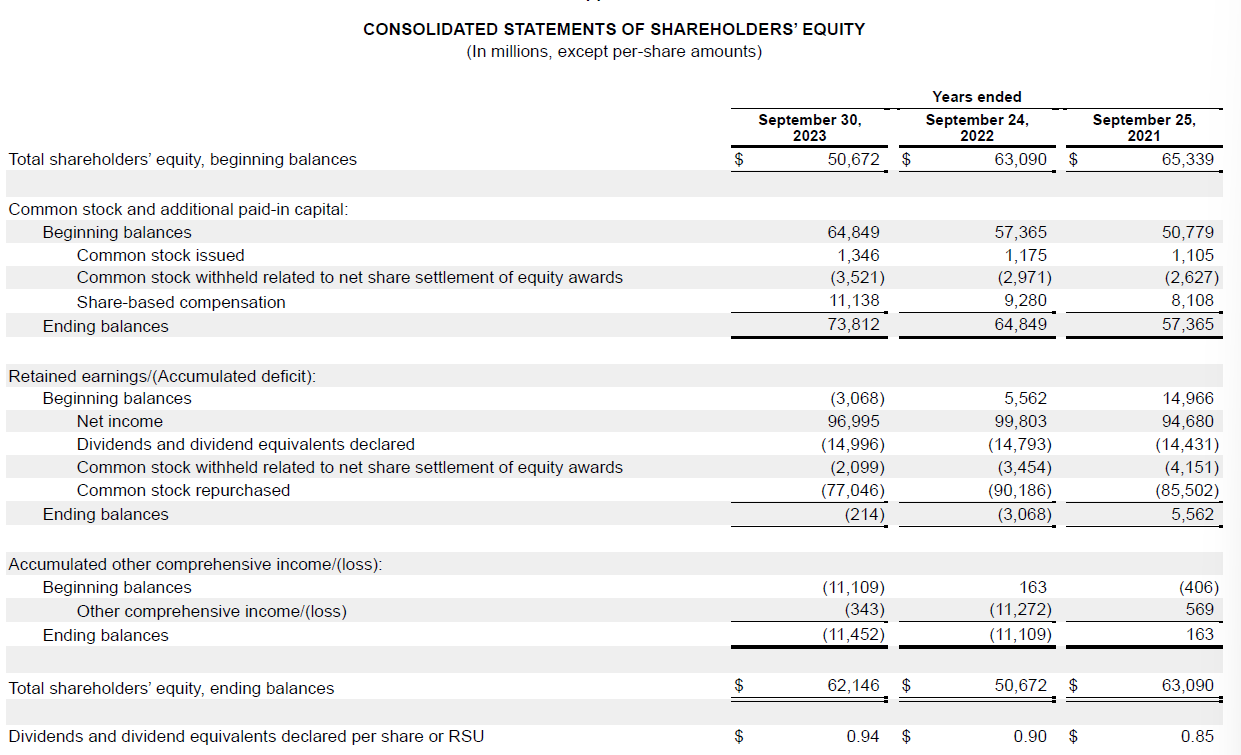 CONSOLIDATED STATEMENTS OF SHAREHOLDERS’ EQUITY
(In millions, except per-share amounts)
Years ended
September 30, 2023 September 24, 2022 September 25, 2021
Total shareholders’ equity, beginning balances $ 50,672 $ 63,090 $ 65,339
Common stock and additional paid-in capital:
Beginning balances 64,849 57,365 50,779
Common stock issued 1,346 1,175 1,105
Common stock withheld related to net share settlement of equity awards (3,521) (2,971) (2,627)
Share-based compensation 11,138 9,280 8,108
Ending balances 73,812 64,849 57,365
Retained earnings/(Accumulated deficit):
Beginning balances (3,068) 5,562 14,966
Net income 96,995 99,803 94,680
Dividends and dividend equivalents declared (14,996) (14,793) (14,431)
Common stock withheld related to net share settlement of equity awards (2,099) (3,454) (4,151)
Common stock repurchased (77,046) (90,186) (85,502)
Ending balances (214) (3,068) 5,562
Accumulated other comprehensive income/(loss):
Beginning balances (11,109) 163 (406)
Other comprehensive income/(loss) (343) (11,272) 569
Ending balances (11,452) (11,109) 163
Total shareholders’ equity, ending balances $ 62,146 $ 50,672 $ 63,090
Dividends and dividend equivalents declared per share or RSU $ 0.94 $ 0.90 $ 0.85